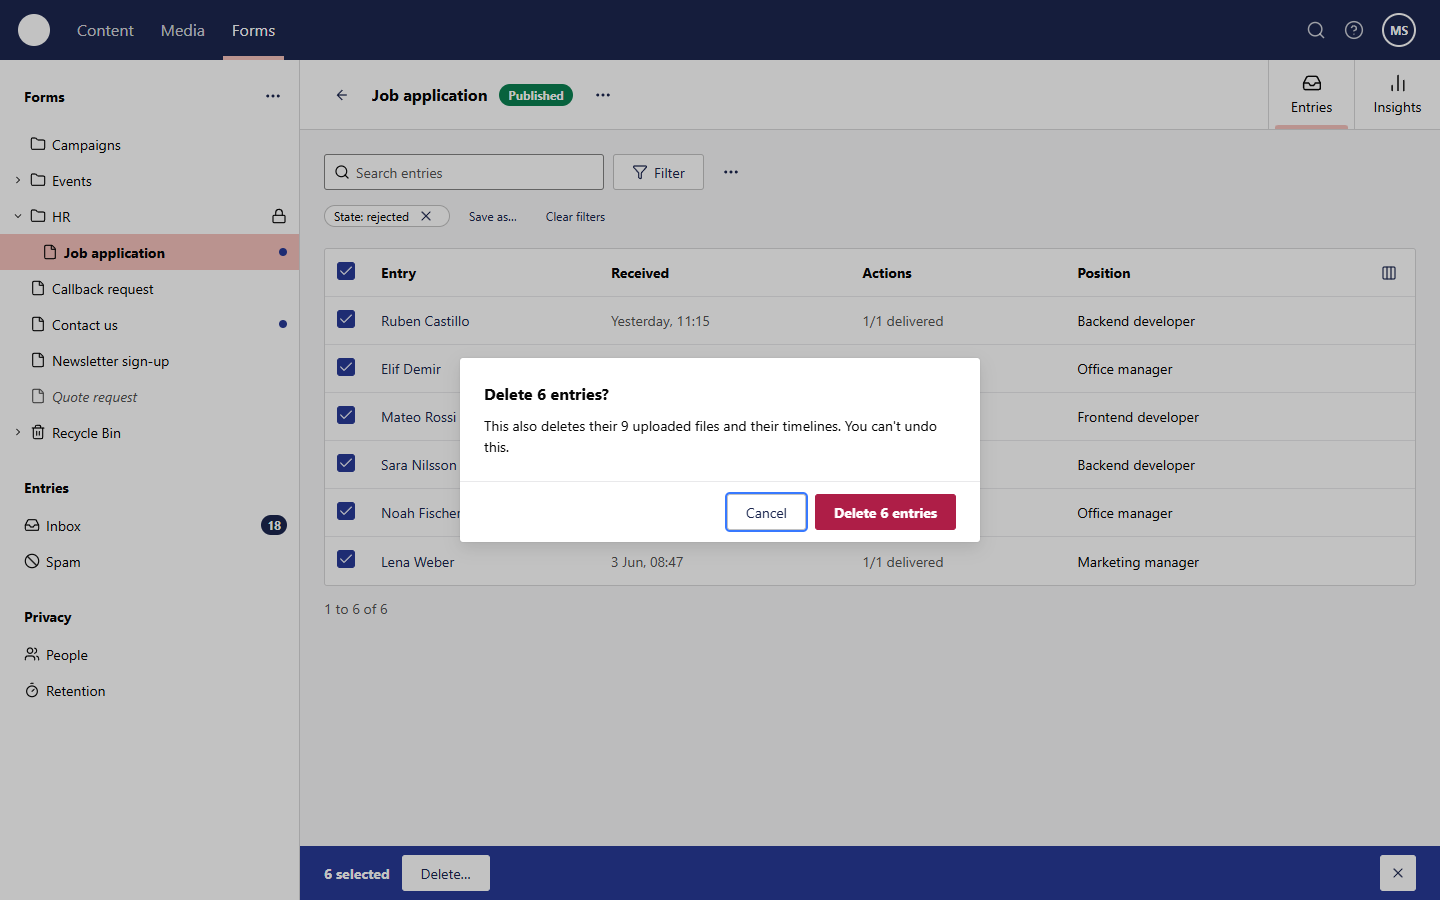 Content Media Forms
MS
Forms
Campaigns
Events
HR
Job application
Callback request
Contact us
Newsletter sign-up
Quote request
Recycle Bin
Entries
Inbox 18
Spam
Privacy
People
Retention
Job application Published
Entries
Insights
Search entries
Filter
State: rejected
Save as...
Clear filters
Entry Received Actions Position
Ruben Castillo Yesterday, 11:15 1/1 delivered Backend developer
Elif Demir Office manager
Mateo Rossi Frontend developer
Sara Nilsson Backend developer
Noah Fischer Office manager
Lena Weber 3 Jun, 08:47 1/1 delivered Marketing manager
1 to 6 of 6
Delete 6 entries?
This also deletes their 9 uploaded files and their timelines. You can't undo
this.
Cancel
Delete 6 entries
6 selected
Delete...